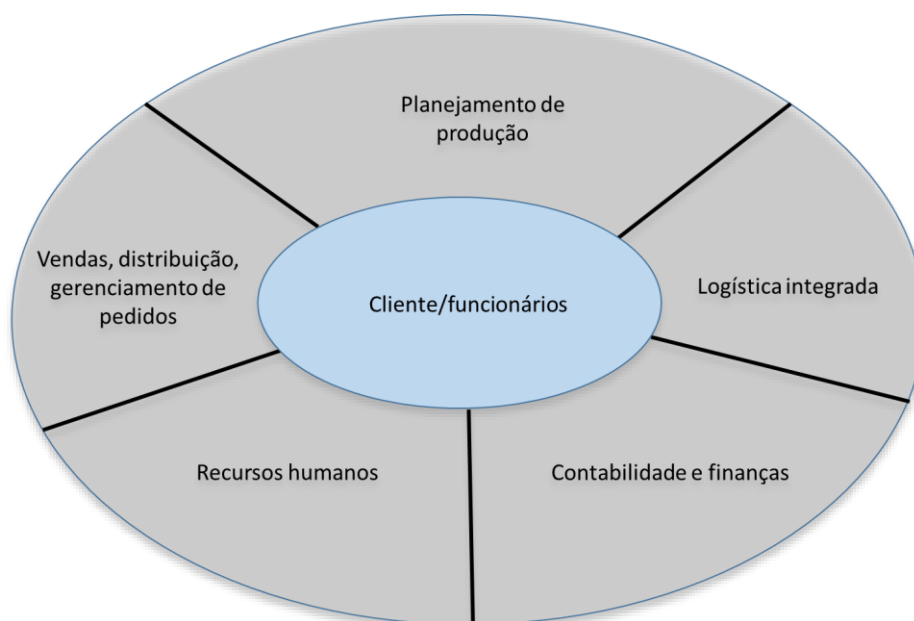 Planejamento de
produção
Vendas, distribuição,
gerenciamento de
pedidos
Cliente/funcionários
Logística integrada
Recursos humanos
Contabilidade e finanças